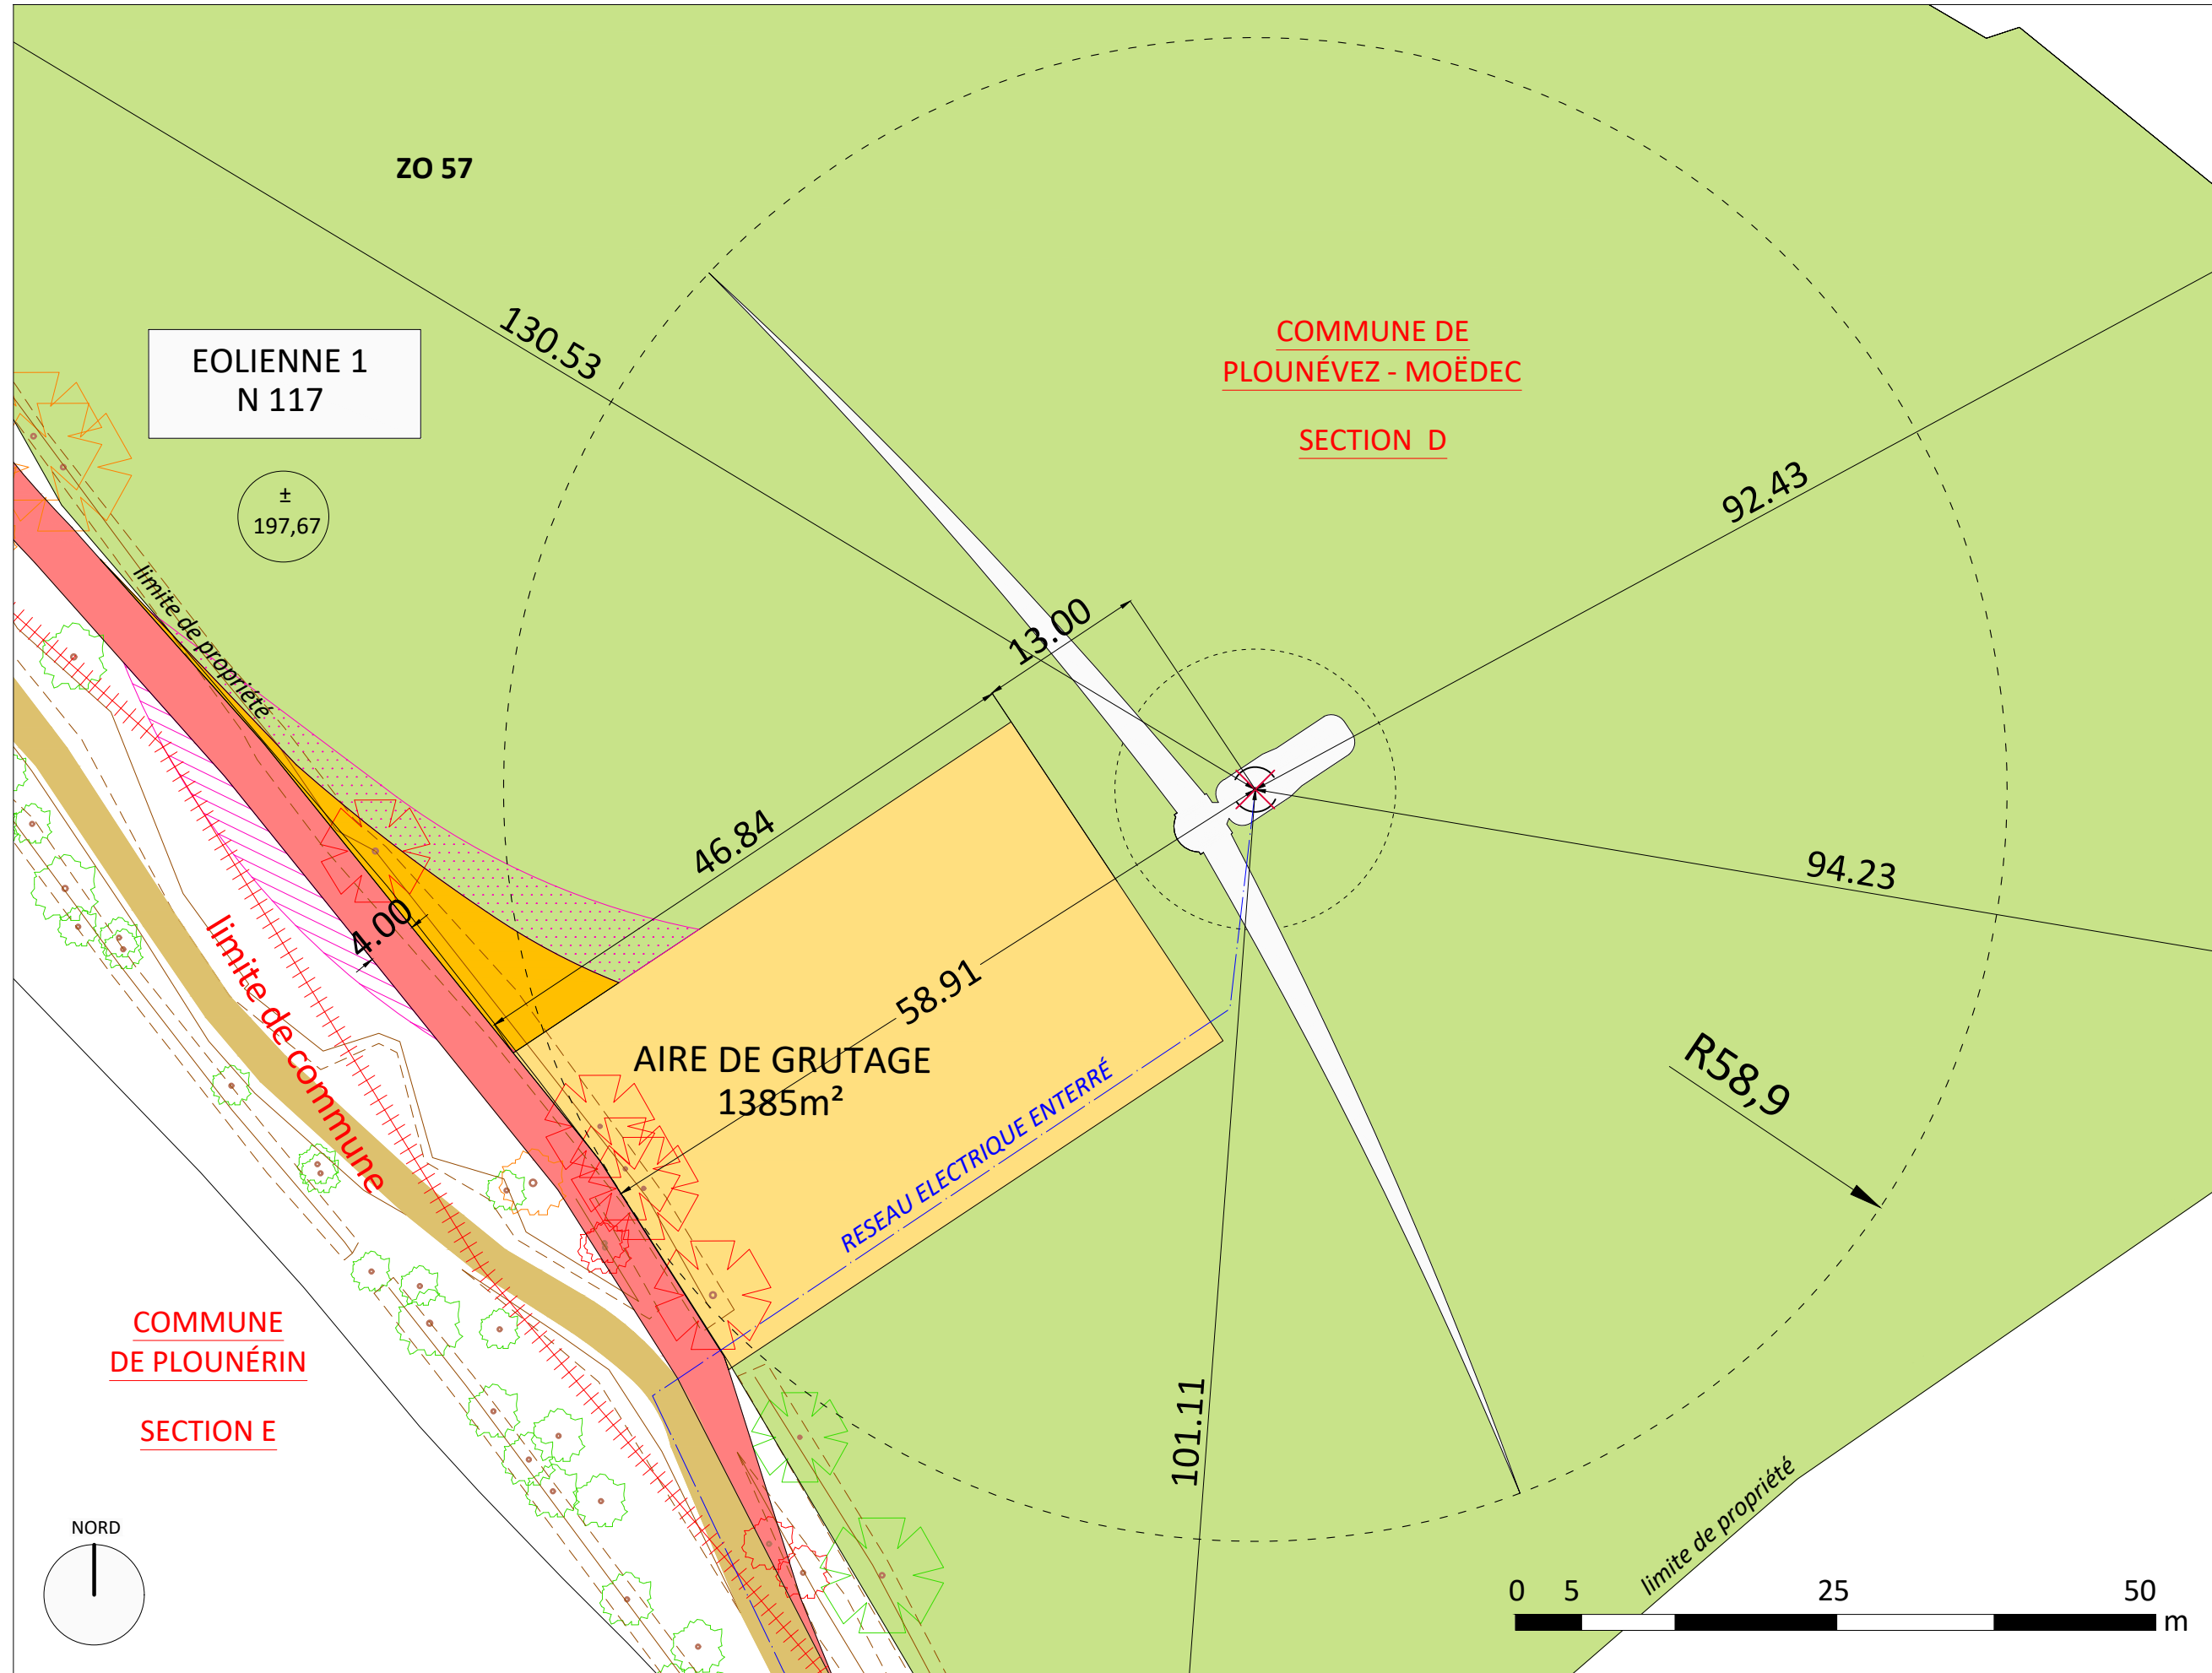 ZO 57
130.53
EOLIENNE 1
N 117
±
197,67
COMMUNE DE
PLOUNÉVEZ - MOËDEC
SECTION  D
92.43
limite de propriété
13.00
46.84
94.23
4.00
limite de commune
58.91
AIRE DE GRUTAGE
1385m²
RESEAU ELECTRIQUE ENTERRÉ
R58,9
COMMUNE
DE PLOUNÉRIN
SECTION E
101.11
limite de propriété
NORD
0 5 25 50
m